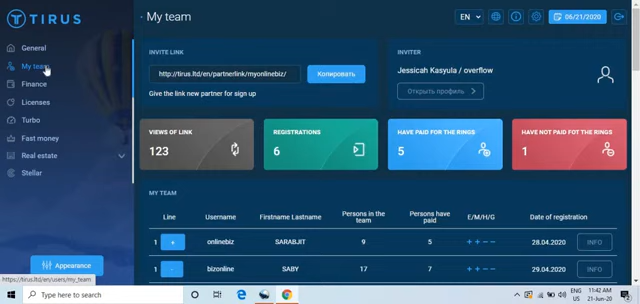 TIRUS
My team
EN
06/21/2020
General
My team
Finance
Licenses
Turbo
Fast money
Real estate
Stellar
Appearance
INVITE LINK
http://tirus.ltd/en/partnerlink/myonlinebiz/
Копировать
Give the link new partner for sign up
INVITER
Jessicah Kasyula / overflow
Открыть профиль
VIEWS OF LINK
123
REGISTRATIONS
6
HAVE PAID FOR THE RINGS
5
HAVE NOT PAID FOT THE RINGS
1
MY TEAM
Line Username Firstname Lastname Persons in the team Persons have paid E/M/H/G Date of registration
1 + onlinebiz SARABJIT 9 5 ++−− 28.04.2020 INFO
1 - bizonline SABY 17 7 ++−− 29.04.2020 INFO
https://tirus.ltd/en/users/my_team
Type here to search
ENG
US
11:42 AM
21-Jun-20